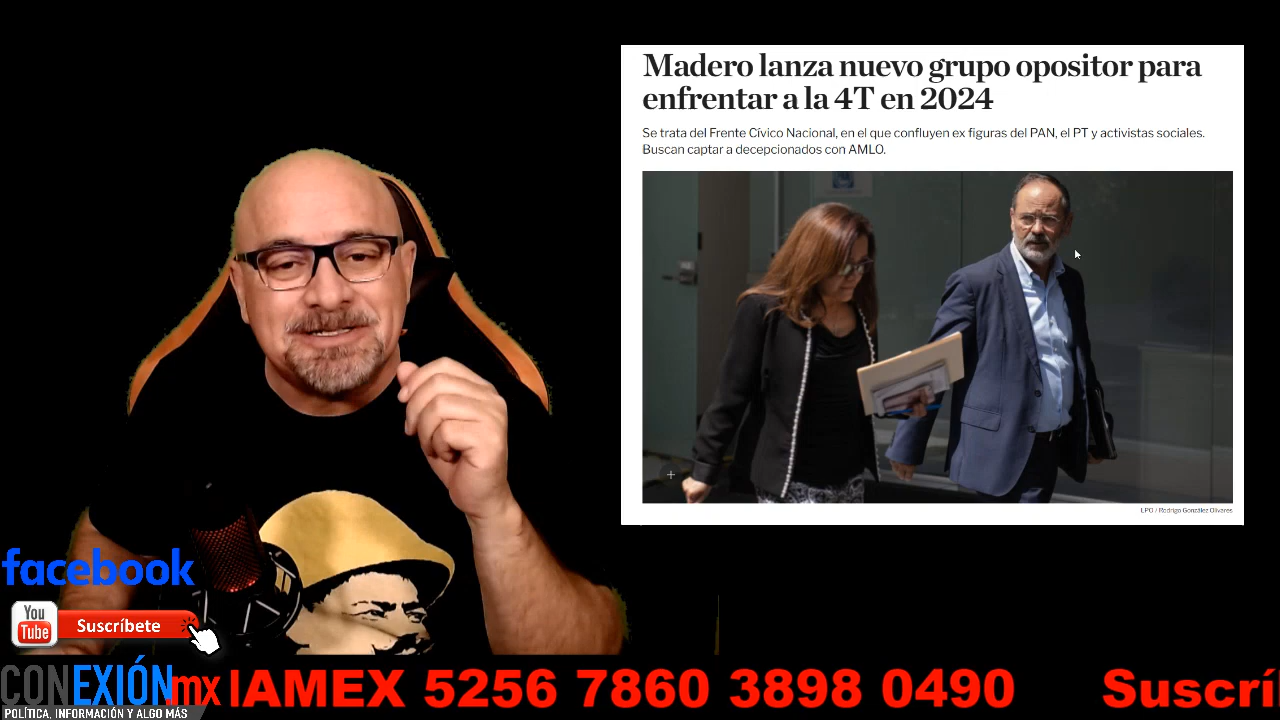 Madero lanza nuevo grupo opositor para
enfrentar a la 4T en 2024
Se trata del Frente Cívico Nacional, en el que confluyen ex figuras del PAN, el PT y activistas sociales.
Buscan captar a decepcionados con AMLO.
LPO / Rodrigo González Olivares
facebook
You
Tube
Suscríbete
CONEXIÓNmx
POLÍTICA, INFORMACIÓN Y ALGO MÁS
IAMEX 5256 7860 3898 0490 Suscrí